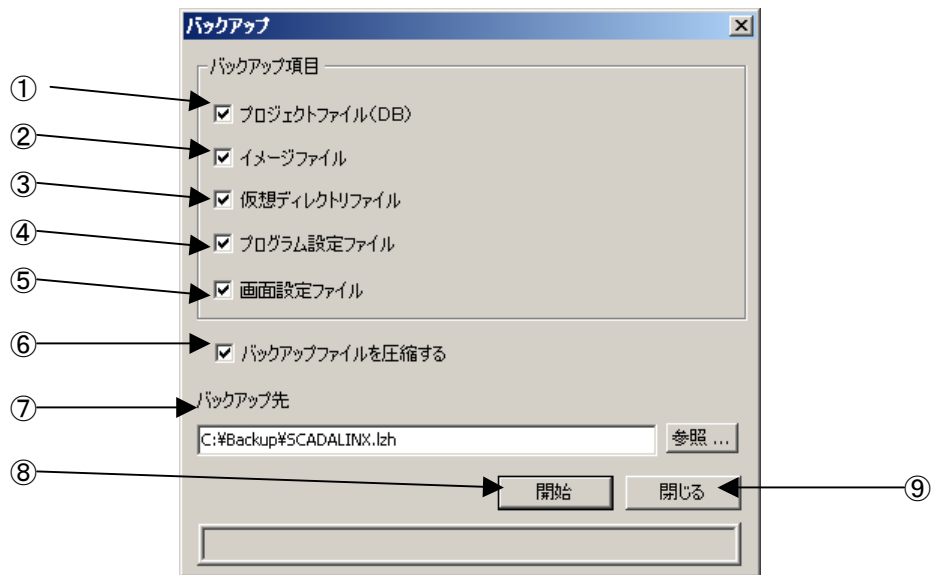 バックアップ
バックアップ項目
① プロジェクトファイル(DB)
② イメージファイル
③ 仮想ディレクトリファイル
④ プログラム設定ファイル
⑤ 画面設定ファイル
⑥ バックアップファイルを圧縮する
⑦ バックアップ先
C:¥Backup¥SCADALINX.lzh 参照 ...
⑧ 開始 閉じる ⑨